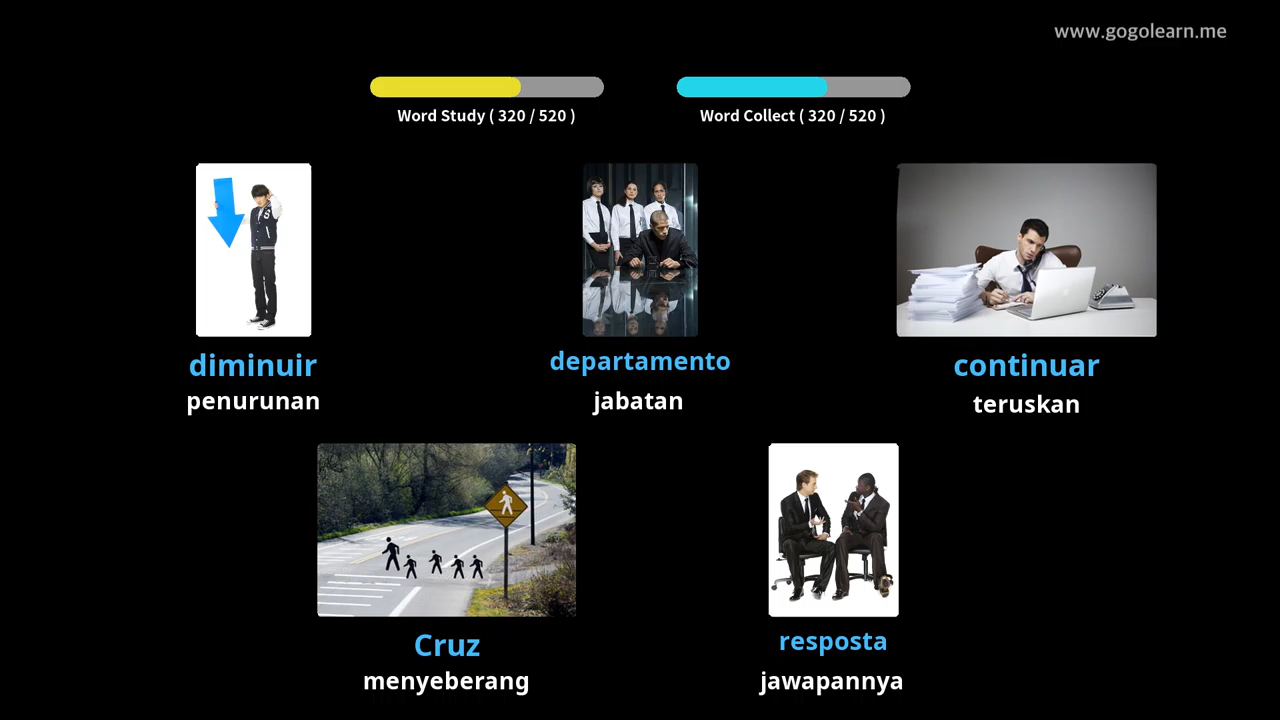 www.gogolearn.me
Word Study ( 320 / 520 )
Word Collect ( 320 / 520 )
diminuir
penurunan
departamento
jabatan
continuar
teruskan
Cruz
menyeberang
resposta
jawapannya